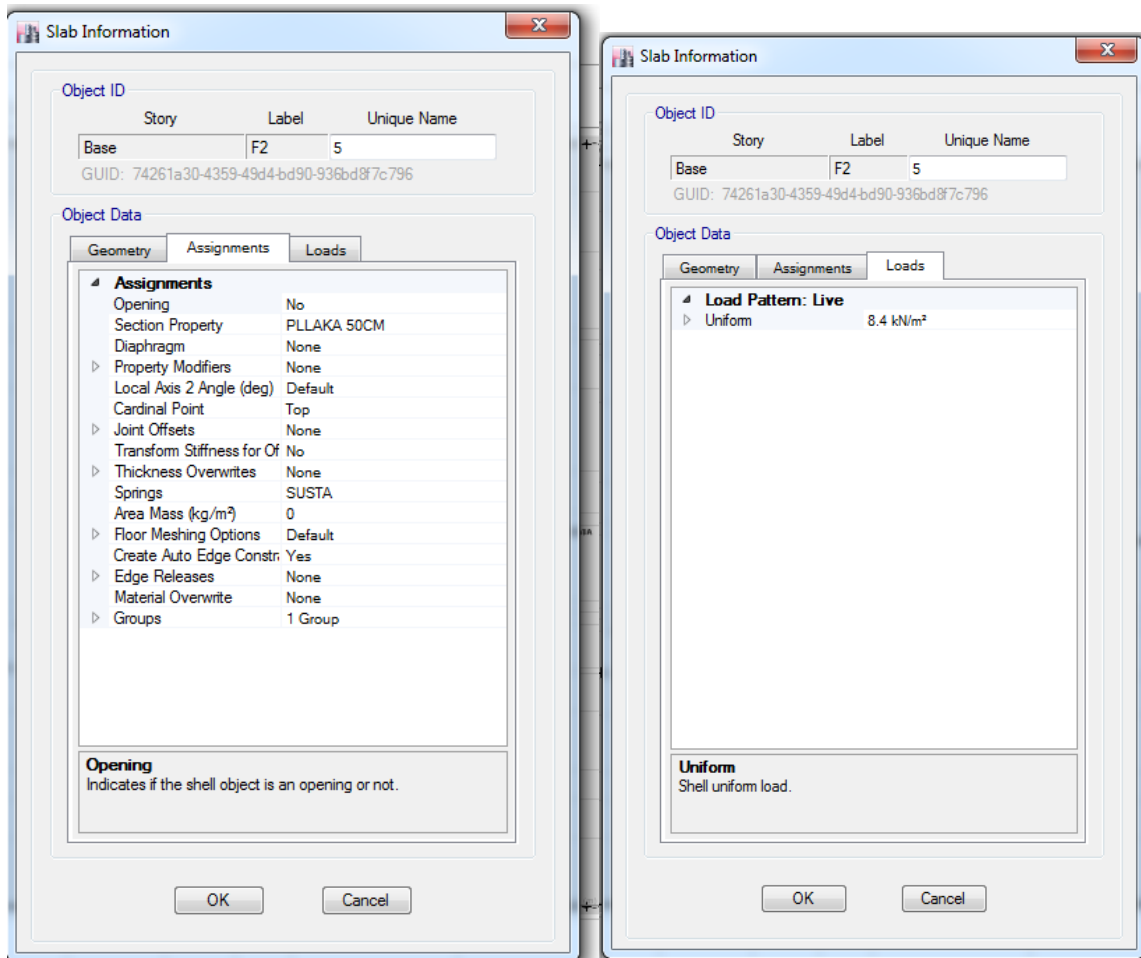 Slab Information
Object ID
Story Label Unique Name
Base F2 5
GUID: 74261a30-4359-49d4-bd90-936bd8f7c796
Object Data
Geometry Assignments Loads
Assignments
Opening No
Section Property PLLAKA 50CM
Diaphragm None
Property Modifiers None
Local Axis 2 Angle (deg) Default
Cardinal Point Top
Joint Offsets None
Transform Stiffness for Of No
Thickness Overwrites None
Springs SUSTA
Area Mass (kg/m²) 0
Floor Meshing Options Default
Create Auto Edge Constra Yes
Edge Releases None
Material Overwrite None
Groups 1 Group
Opening
Indicates if the shell object is an opening or not.
OK Cancel
Slab Information
Object ID
Story Label Unique Name
Base F2 5
GUID: 74261a30-4359-49d4-bd90-936bd8f7c796
Object Data
Geometry Assignments Loads
Load Pattern: Live
Uniform 8.4 kN/m²
Uniform
Shell uniform load.
OK Cancel